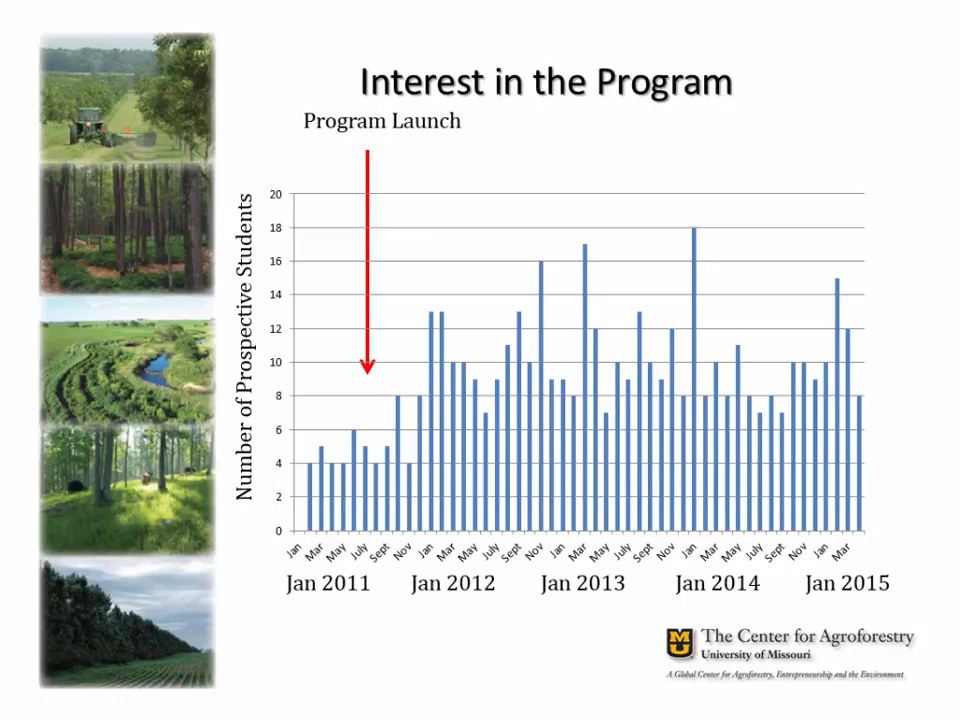 Interest in the Program
Program Launch
Number of Prospective Students
20
18
16
14
12
10
8
6
4
2
0
Jan Mar May July Sept Nov Jan Mar May July Sept Nov Jan Mar May July Sept Nov Jan Mar May July Sept Nov Jan Mar
Jan 2011 Jan 2012 Jan 2013 Jan 2014 Jan 2015
The Center for Agroforestry
University of Missouri
A Global Center for Agroforestry, Entrepreneurship and the Environment